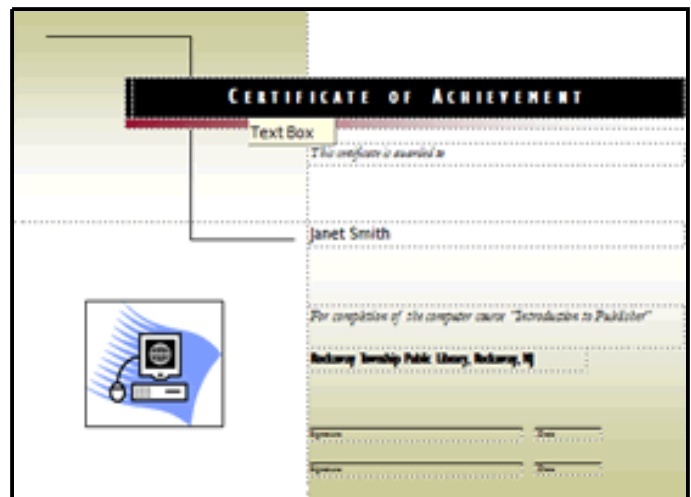 CERTIFICATE OF ACHIEVEMENT
Text Box
This certificate is awarded to
Janet Smith
For completion of the computer course "Introduction to Publisher"
Rockaway Township Public Library, Rockaway, NJ
Signature Date
Signature Date